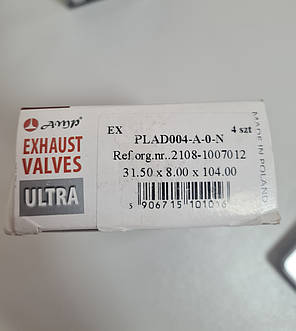 Amp
EXHAUST
VALVES
ULTRA
EX
4 szt
PLAD004-A-0-N
Ref.org.nr..2108-1007012
31.50 x 8.00 x 104.00
5 906715 101016
MADE IN POLAND